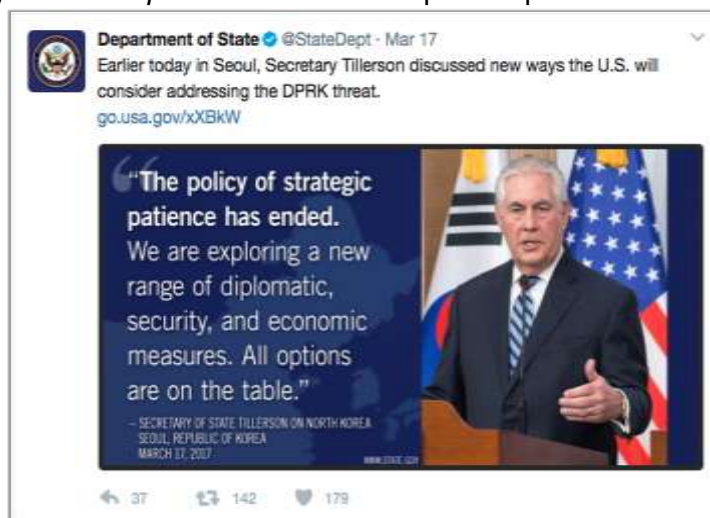 Department of State @StateDept · Mar 17
Earlier today in Seoul, Secretary Tillerson discussed new ways the U.S. will
consider addressing the DPRK threat.
go.usa.gov/xXBkW
“The policy of strategic
patience has ended.
We are exploring a new
range of diplomatic,
security, and economic
measures. All options
are on the table.”
– SECRETARY OF STATE TILLERSON ON NORTH KOREA
SEOUL, REPUBLIC OF KOREA
MARCH 17, 2017
WWW.STATE.GOV
37 142 179